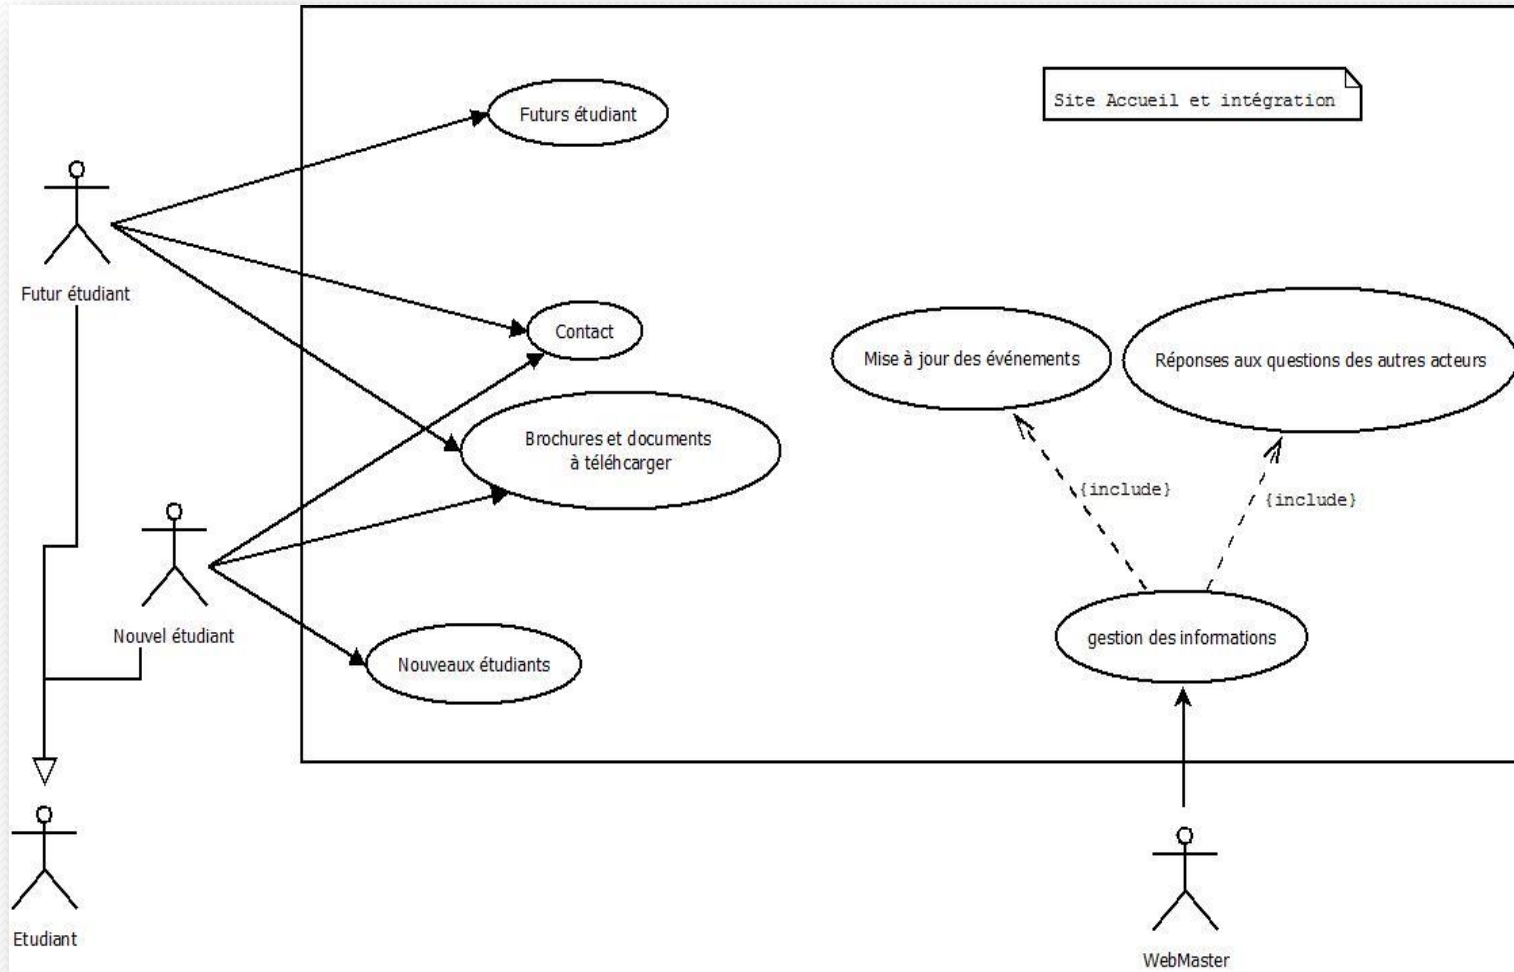 Futurs étudiant
Site Accueil et intégration
Futur étudiant
Contact
Mise à jour des événements
Réponses aux questions des autres acteurs
Brochures et documents
à téléhcarger
{include}
{include}
Nouvel étudiant
Nouveaux étudiants
gestion des informations
Etudiant
WebMaster